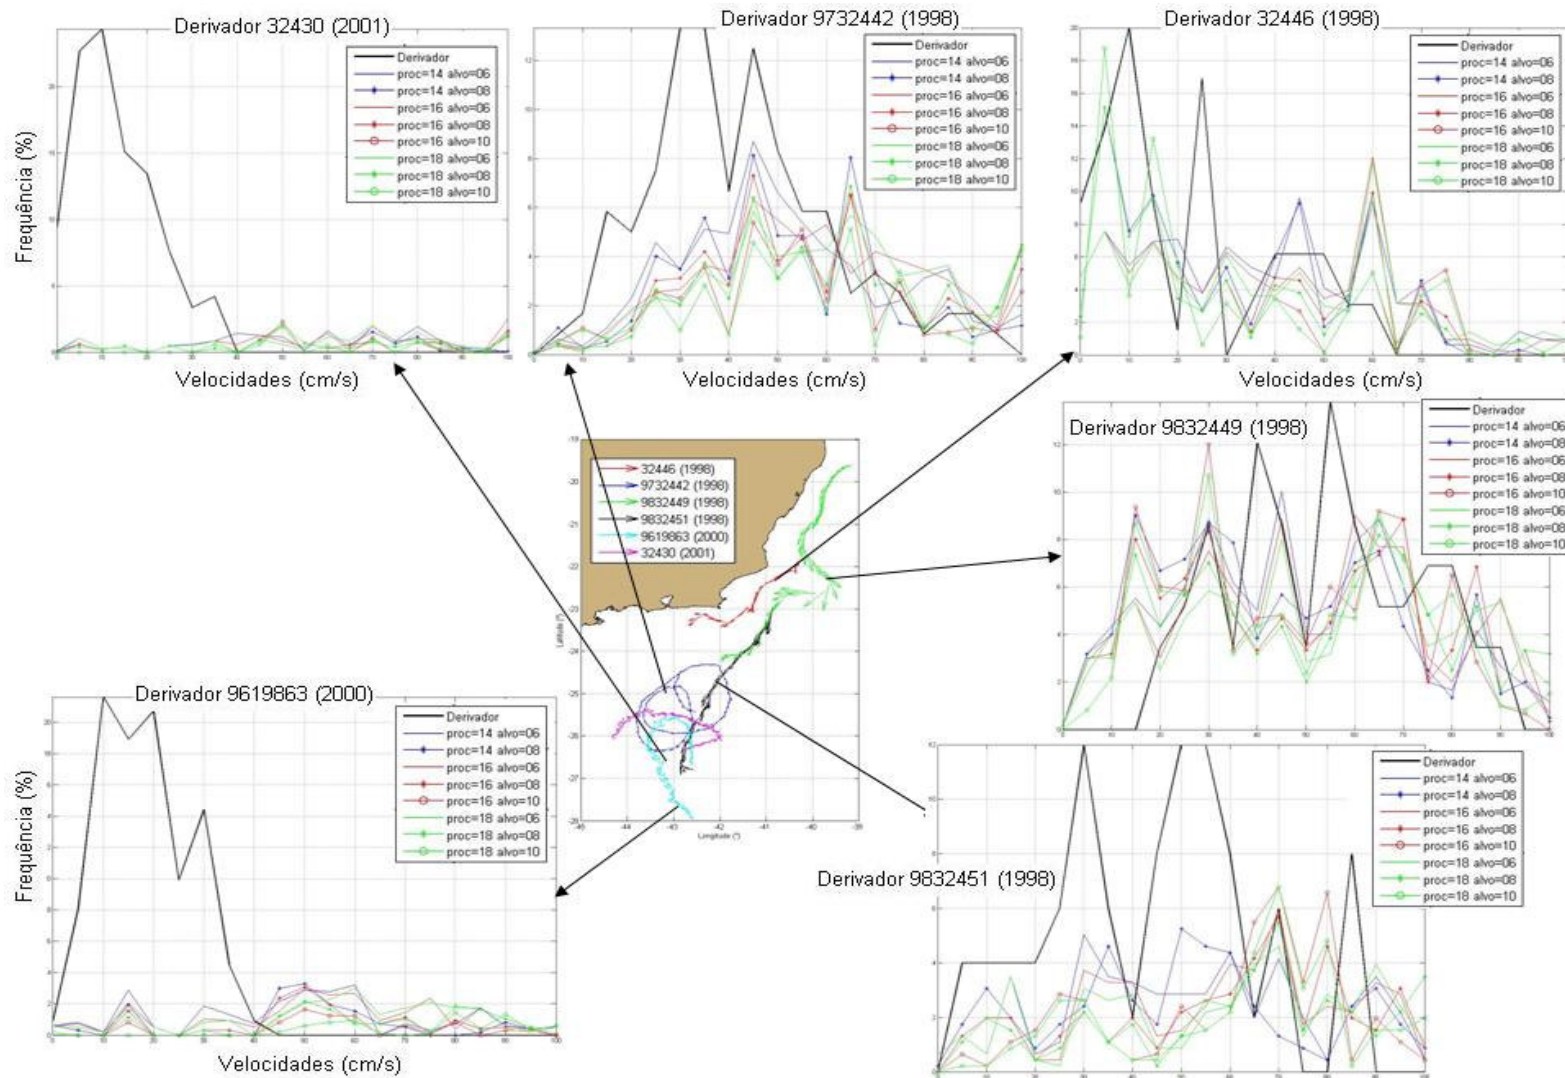 Derivador 32430 (2001)
Derivador
proc=14 alvo=06
proc=14 alvo=08
proc=16 alvo=06
proc=16 alvo=08
proc=16 alvo=10
proc=18 alvo=06
proc=18 alvo=08
proc=18 alvo=10
Frequência (%)
Velocidades (cm/s)
Derivador 9732442 (1998)
Derivador
proc=14 alvo=06
proc=14 alvo=08
proc=16 alvo=06
proc=16 alvo=08
proc=16 alvo=10
proc=18 alvo=06
proc=18 alvo=08
proc=18 alvo=10
Velocidades (cm/s)
Derivador 32446 (1998)
Derivador
proc=14 alvo=06
proc=14 alvo=08
proc=16 alvo=06
proc=16 alvo=08
proc=16 alvo=10
proc=18 alvo=06
proc=18 alvo=08
proc=18 alvo=10
Velocidades (cm/s)
Derivador 9832449 (1998)
Derivador
proc=14 alvo=06
proc=14 alvo=08
proc=16 alvo=06
proc=16 alvo=08
proc=16 alvo=10
proc=18 alvo=06
proc=18 alvo=08
proc=18 alvo=10
32446 (1998)
9732442 (1998)
9832449 (1998)
9832451 (1998)
9619863 (2000)
32430 (2001)
Latitude (°)
Longitude (°)
Derivador 9619863 (2000)
Derivador
proc=14 alvo=06
proc=14 alvo=08
proc=16 alvo=06
proc=16 alvo=08
proc=16 alvo=10
proc=18 alvo=06
proc=18 alvo=08
proc=18 alvo=10
Frequência (%)
Velocidades (cm/s)
Derivador 9832451 (1998)
Derivador
proc=14 alvo=06
proc=14 alvo=08
proc=16 alvo=06
proc=16 alvo=08
proc=16 alvo=10
proc=18 alvo=06
proc=18 alvo=08
proc=18 alvo=10